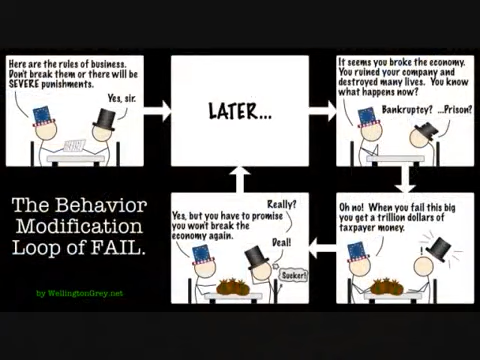 Here are the rules of business.
Don't break them or there will be
SEVERE punishments.
Yes, sir.
LATER...
It seems you broke the economy.
You ruined your company and
destroyed many lives. You know
what happens now?
Bankruptcy? ...Prison?
Oh no! When you fail this big
you get a trillion dollars of
taxpayer money.
Really?
Yes, but you have to promise
you won't break the
economy again.
Deal!
Sucker!
The Behavior
Modification
Loop of FAIL.
by WellingtonGrey.net